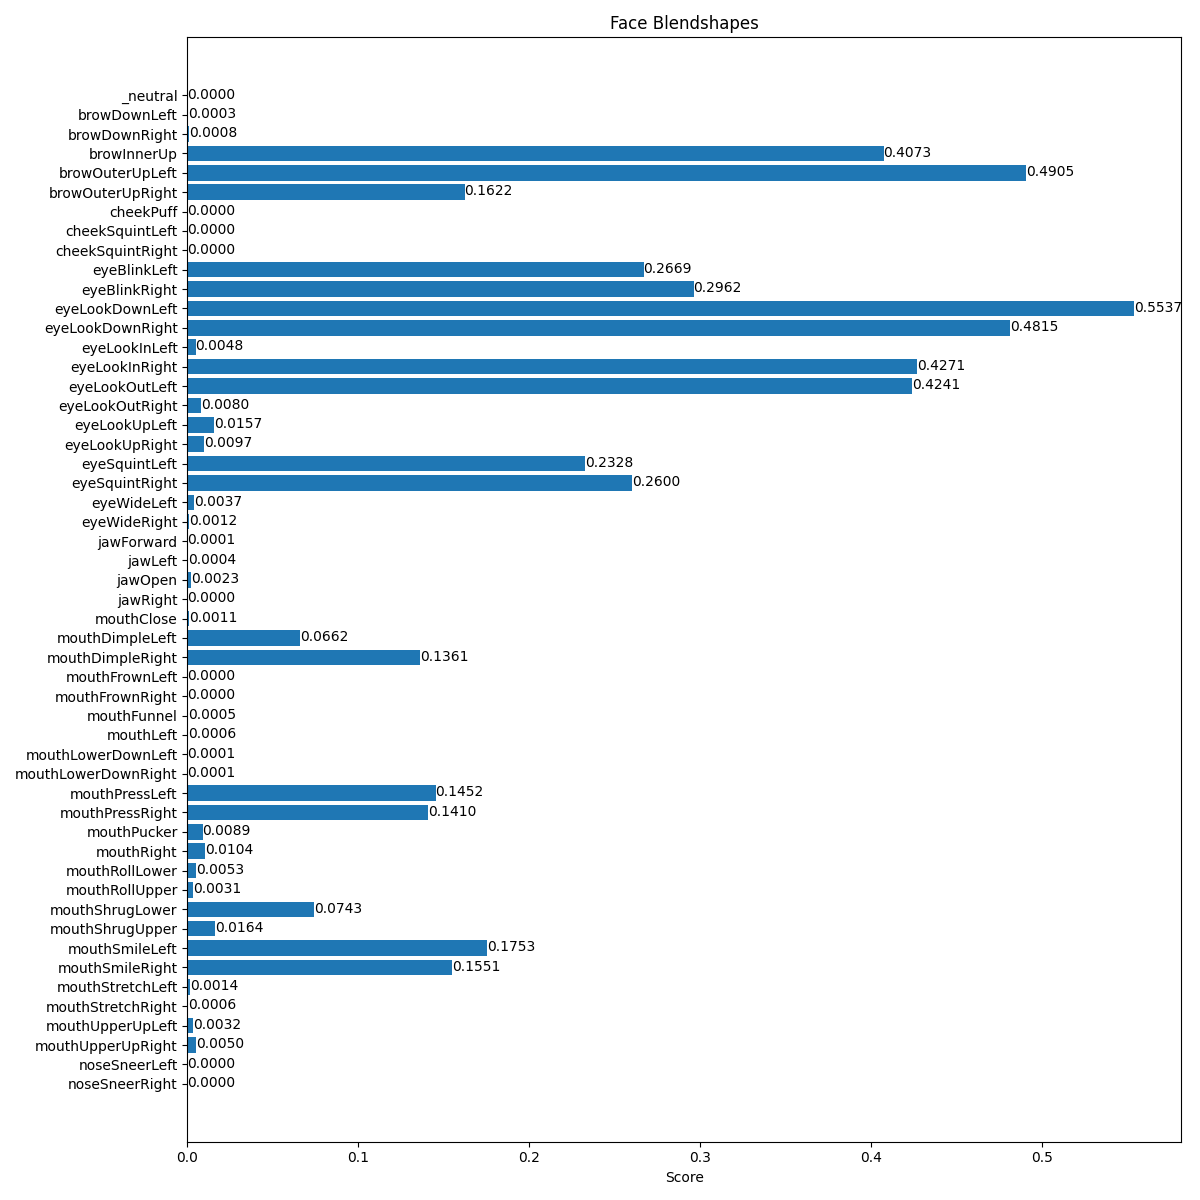 Face Blendshapes
_neutral 0.0000
browDownLeft 0.0003
browDownRight 0.0008
browInnerUp 0.4073
browOuterUpLeft 0.4905
browOuterUpRight 0.1622
cheekPuff 0.0000
cheekSquintLeft 0.0000
cheekSquintRight 0.0000
eyeBlinkLeft 0.2669
eyeBlinkRight 0.2962
eyeLookDownLeft 0.5537
eyeLookDownRight 0.4815
eyeLookInLeft 0.0048
eyeLookInRight 0.4271
eyeLookOutLeft 0.4241
eyeLookOutRight 0.0080
eyeLookUpLeft 0.0157
eyeLookUpRight 0.0097
eyeSquintLeft 0.2328
eyeSquintRight 0.2600
eyeWideLeft 0.0037
eyeWideRight 0.0012
jawForward 0.0001
jawLeft 0.0004
jawOpen 0.0023
jawRight 0.0000
mouthClose 0.0011
mouthDimpleLeft 0.0662
mouthDimpleRight 0.1361
mouthFrownLeft 0.0000
mouthFrownRight 0.0000
mouthFunnel 0.0005
mouthLeft 0.0006
mouthLowerDownLeft 0.0001
mouthLowerDownRight 0.0001
mouthPressLeft 0.1452
mouthPressRight 0.1410
mouthPucker 0.0089
mouthRight 0.0104
mouthRollLower 0.0053
mouthRollUpper 0.0031
mouthShrugLower 0.0743
mouthShrugUpper 0.0164
mouthSmileLeft 0.1753
mouthSmileRight 0.1551
mouthStretchLeft 0.0014
mouthStretchRight 0.0006
mouthUpperUpLeft 0.0032
mouthUpperUpRight 0.0050
noseSneerLeft 0.0000
noseSneerRight 0.0000
0.0 0.1 0.2 0.3 0.4 0.5
Score